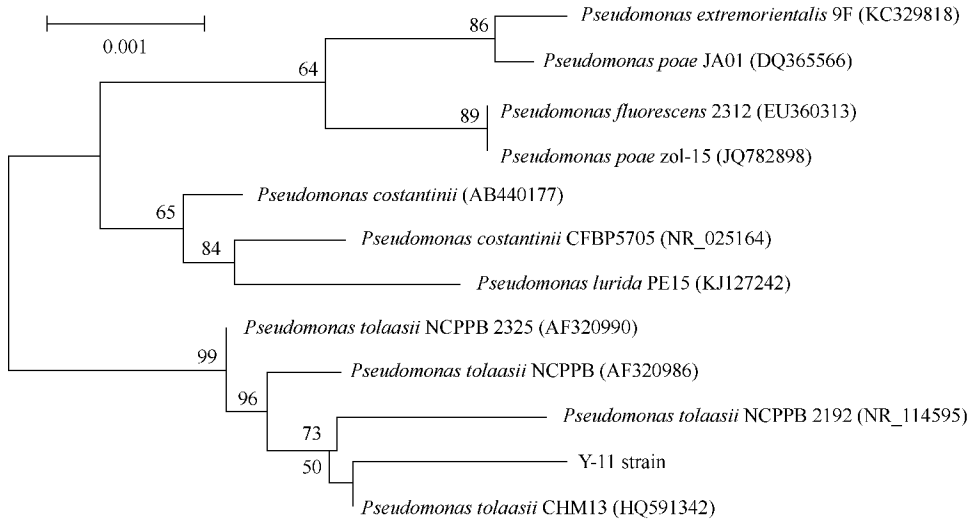 Pseudomonas extremorientalis 9F (KC329818)
86
0.001
Pseudomonas poae JA01 (DQ365566)
64
Pseudomonas fluorescens 2312 (EU360313)
89
Pseudomonas poae zol-15 (JQ782898)
Pseudomonas costantinii (AB440177)
65
Pseudomonas costantinii CFBP5705 (NR_025164)
84
Pseudomonas lurida PE15 (KJ127242)
Pseudomonas tolaasii NCPPB 2325 (AF320990)
99
Pseudomonas tolaasii NCPPB (AF320986)
96
Pseudomonas tolaasii NCPPB 2192 (NR_114595)
73
Y-11 strain
50
Pseudomonas tolaasii CHM13 (HQ591342)